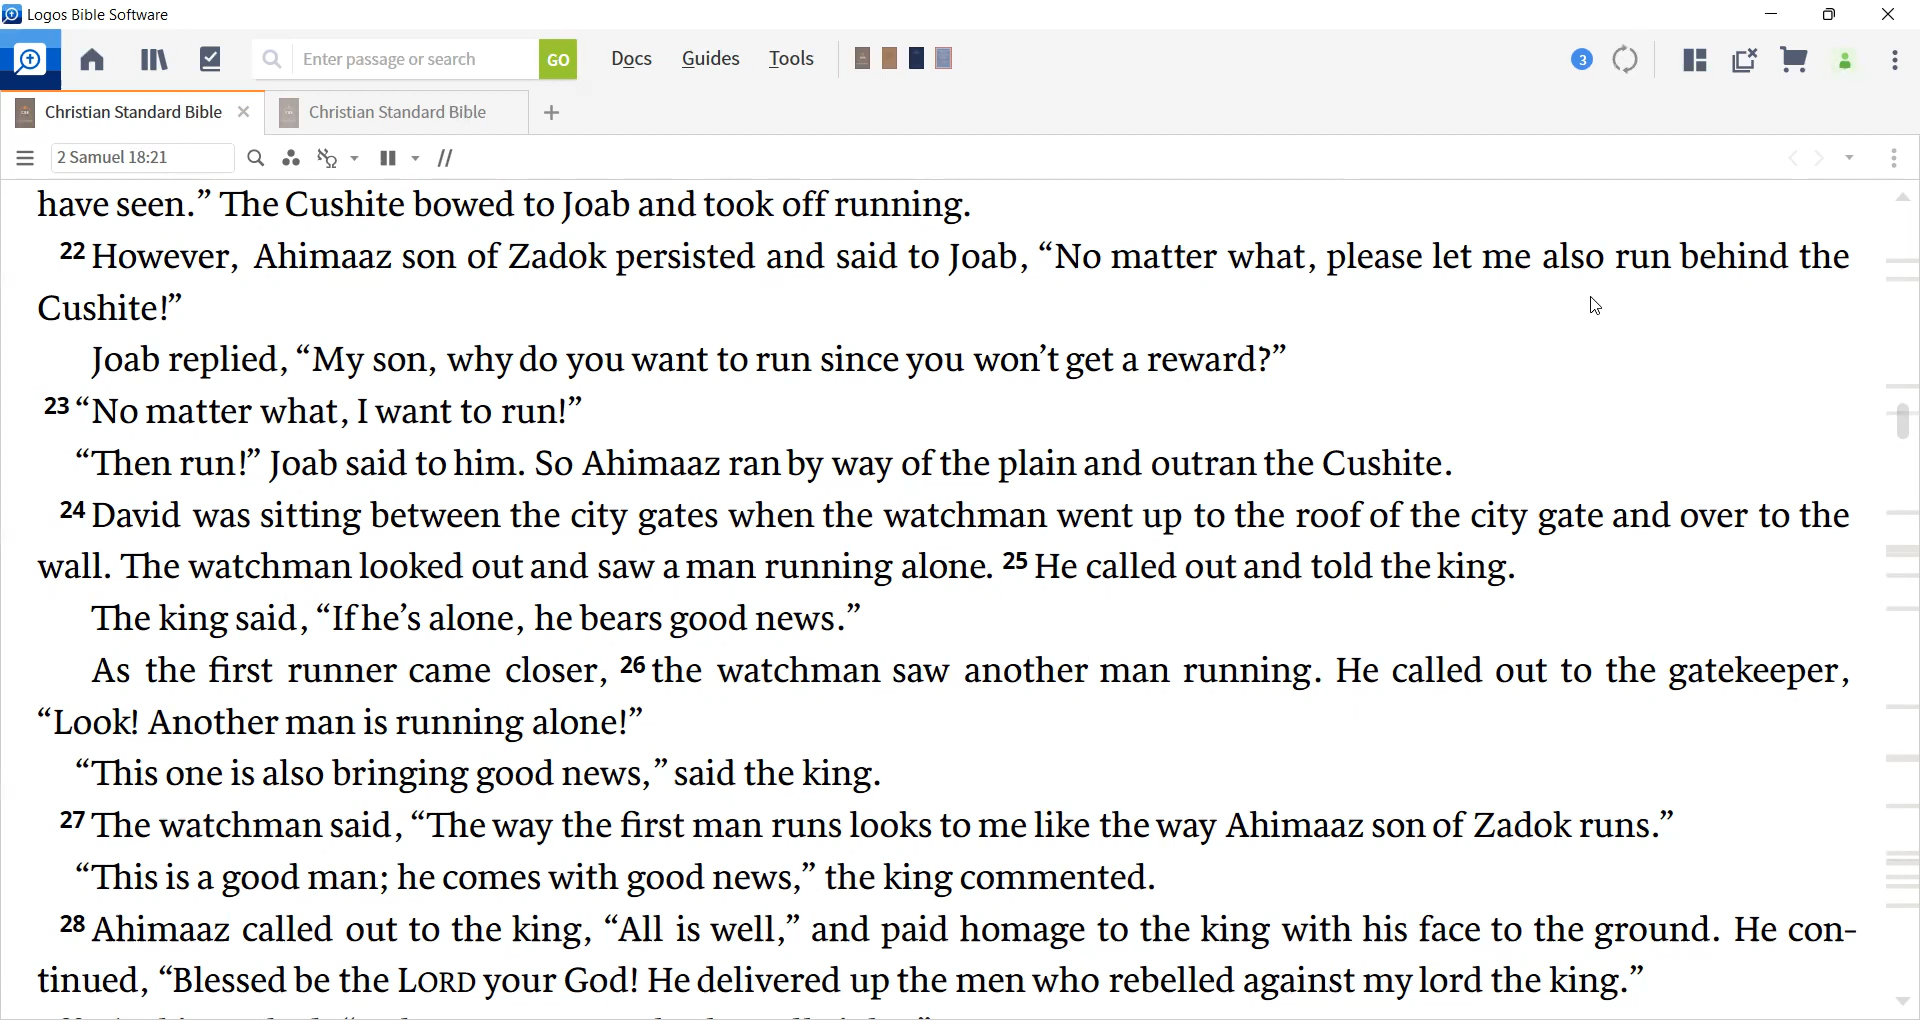 Logos Bible Software
Enter passage or search GO Docs Guides Tools 3
Christian Standard Bible Christian Standard Bible
2 Samuel 18:21
have seen.” The Cushite bowed to Joab and took off running.
22 However, Ahimaaz son of Zadok persisted and said to Joab, “No matter what, please let me also run behind the
Cushite!”
Joab replied, “My son, why do you want to run since you won’t get a reward?”
23 “No matter what, I want to run!”
“Then run!” Joab said to him. So Ahimaaz ran by way of the plain and outran the Cushite.
24 David was sitting between the city gates when the watchman went up to the roof of the city gate and over to the
wall. The watchman looked out and saw a man running alone. 25 He called out and told the king.
The king said, “If he’s alone, he bears good news.”
As the first runner came closer, 26 the watchman saw another man running. He called out to the gatekeeper,
“Look! Another man is running alone!”
“This one is also bringing good news,” said the king.
27 The watchman said, “The way the first man runs looks to me like the way Ahimaaz son of Zadok runs.”
“This is a good man; he comes with good news,” the king commented.
28 Ahimaaz called out to the king, “All is well,” and paid homage to the king with his face to the ground. He con-
tinued, “Blessed be the LORD your God! He delivered up the men who rebelled against my lord the king.”